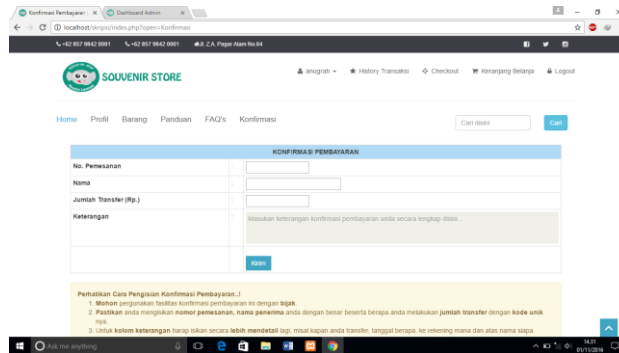 Konfirmasi Pembayaran
Dashboard Admin
localhost/skripsi/index.php?open=Konfirmasi
+62 857 9842 0001 +62 857 9842 0001 Jl. Z.A. Pagar Alam No.64
SOUVENIR STORE
anugrah History Transaksi Checkout Keranjang Belanja Logout
Home Profil Barang Panduan FAQ's Konfirmasi
Cari disini Cari
KONFIRMASI PEMBAYARAN
No. Pemesanan :
Nama :
Jumlah Transfer (Rp.) :
Keterangan :
Masukan keterangan konfirmasi pembayaran anda secara lengkap disini...
Kirim
Perhatikan Cara Pengisian Konfirmasi Pembayaran..!
1. Mohon pergunakan fasilitas konfirmasi pembayaran ini dengan bijak.
2. Pastikan anda mengisikan nomor pemesanan, nama penerima anda dengan benar beserta berapa anda melakukan jumlah transfer dengan kode unik
nya.
3. Untuk kolom keterangan harap isikan secara lebih mendetail lagi, misal kapan anda transfer, tanggal berapa, ke rekening mana dan atas nama siapa.
Ask me anything
14.31
01/11/2016